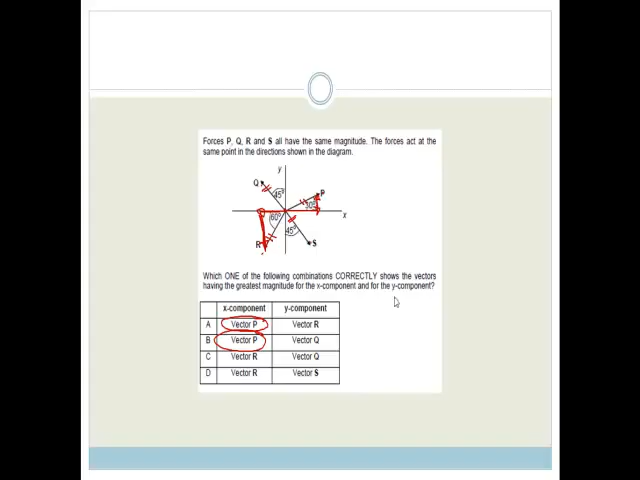 Forces P, Q, R and S all have the same magnitude. The forces act at the
same point in the directions shown in the diagram.
y
Q
45°
P
30°
x
60°
45°
R
S
Which ONE of the following combinations CORRECTLY shows the vectors
having the greatest magnitude for the x-component and for the y-component?
x-component y-component
A Vector P Vector R
B Vector P Vector Q
C Vector R Vector Q
D Vector R Vector S